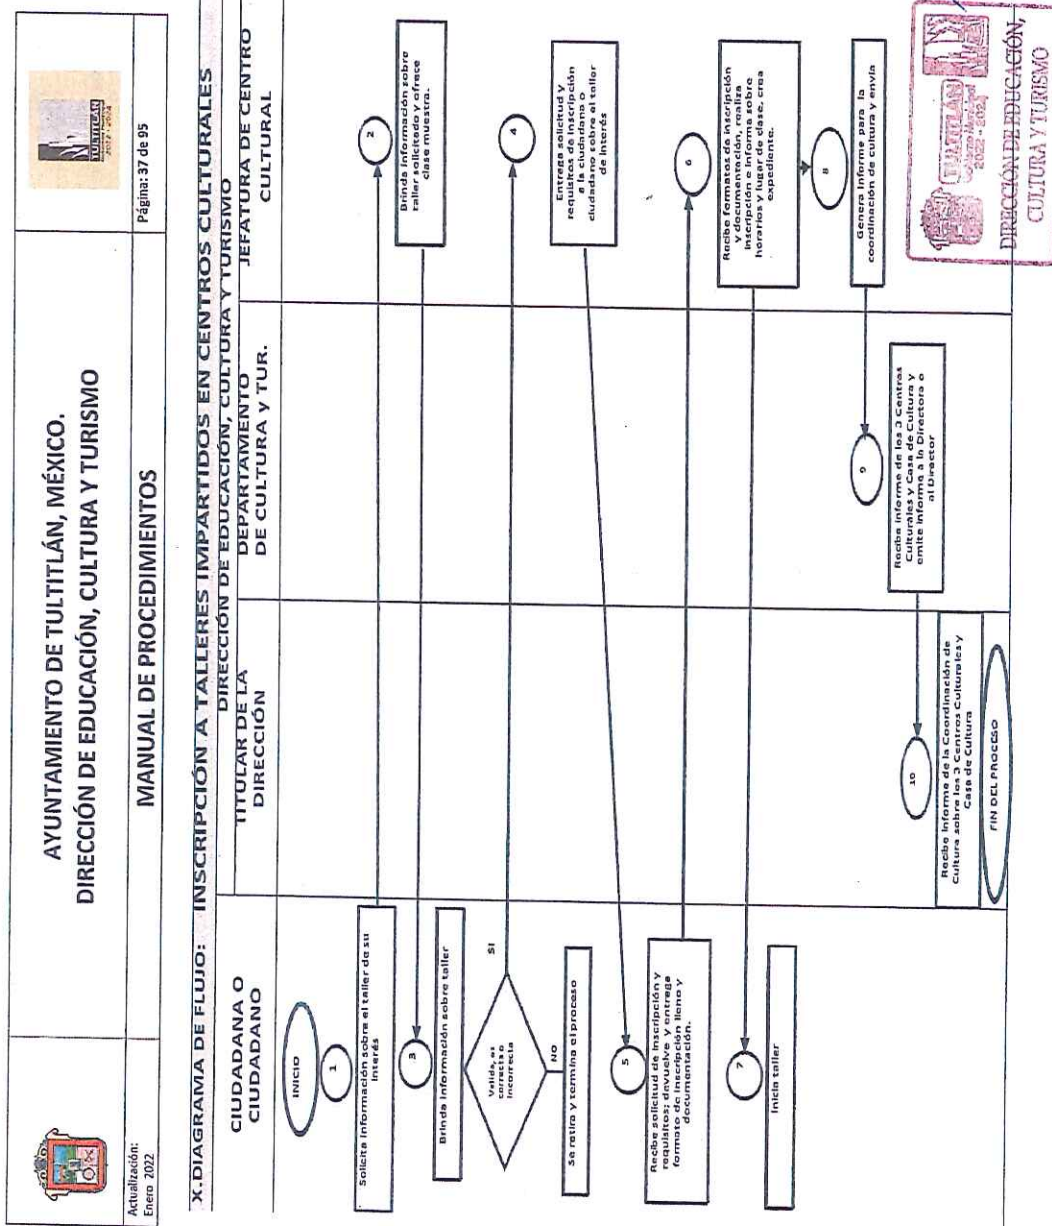 AYUNTAMIENTO DE TULTITLÁN, MÉXICO.
DIRECCIÓN DE EDUCACIÓN, CULTURA Y TURISMO
TULTITLÁN
2022 - 2024
Actualización:
Enero 2022
MANUAL DE PROCEDIMIENTOS
Página: 37 de 95
X.DIAGRAMA DE FLUJO: INSCRIPCIÓN A TALLERES IMPARTIDOS EN CENTROS CULTURALES
DIRECCIÓN DE EDUCACIÓN, CULTURA Y TURISMO
CIUDADANA O
CIUDADANO
TITULAR DE LA
DIRECCIÓN
DEPARTAMENTO
DE CULTURA y TUR.
JEFATURA DE CENTRO
CULTURAL
INICIO
1
Solicita Información sobre el taller de su
Interés
2
Brinda Información sobre
taller solicitado y ofrece
clase muestra.
3
Brinda Información sobre taller
Valida, es
correcta o
Incorrecta
SI
NO
Se retira y termina el proceso
4
Entrega solicitud y
requisitos de Inscripción
a la ciudadana o
ciudadano sobre el taller
de Interés
5
Recibe solicitud de Inscripción y
requisitos; devuelve y entrega
formato de Inscripción lleno y
documentación.
6
Recibe formatos de Inscripción
y documentación, realiza
Inscripción e Informa sobre
horarios y lugar de clase, crea
expediente.
7
Inicia taller
8
Genera Informe para la
coordinación de cultura y envía
9
Recibe Informe de los 3 Centros
Culturales y Casa de Cultura y
emite Informe a la Directora o
al Director
10
Recibe Informe de la Coordinación de
Cultura sobre los 3 Centros Culturales y
Casa de Cultura
FIN DEL PROCESO
TULTITLÁN
2022 - 2024
DIRECCIÓN DE EDUCACIÓN,
CULTURA Y TURISMO